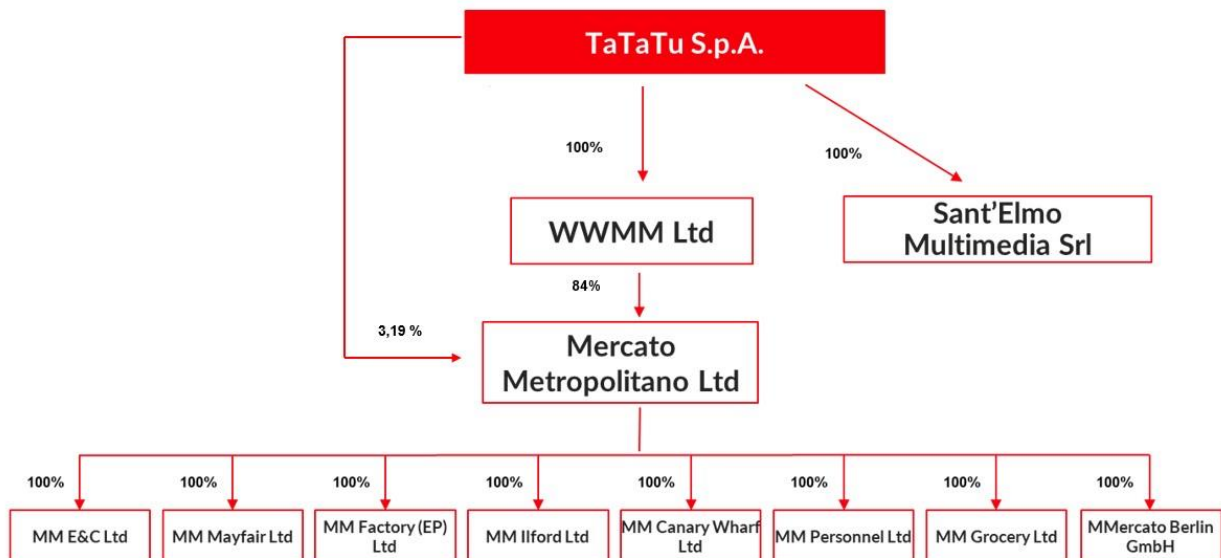 TaTaTu S.p.A.
100%
100%
WWMM Ltd
Sant'Elmo
Multimedia Srl
84%
3,19 %
Mercato
Metropolitano Ltd
100%
100%
100%
100%
100%
100%
100%
100%
MM E&C Ltd
MM Mayfair Ltd
MM Factory (EP)
Ltd
MM Ilford Ltd
MM Canary Wharf
Ltd
MM Personnel Ltd
MM Grocery Ltd
MMercato Berlin
GmbH